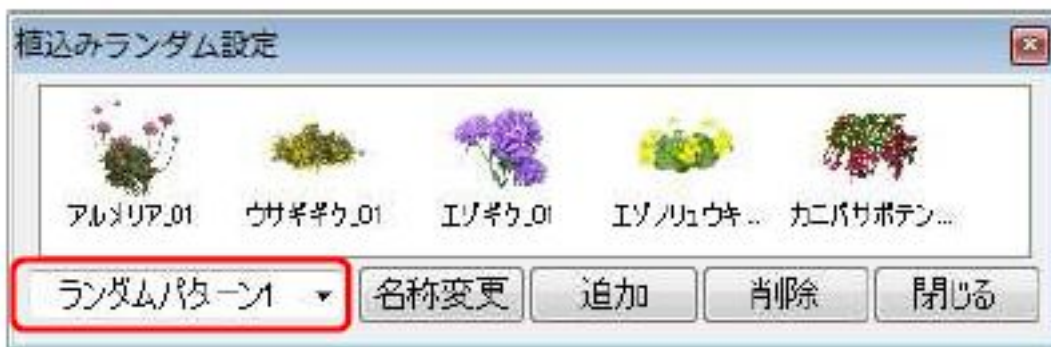 植込みランダム設定
アルメリア_01 ウサギギク_01 エゾギク_01 エゾノリュウキ... カニバサボテン...
ランダムパターン1 名称変更 追加 削除 閉じる